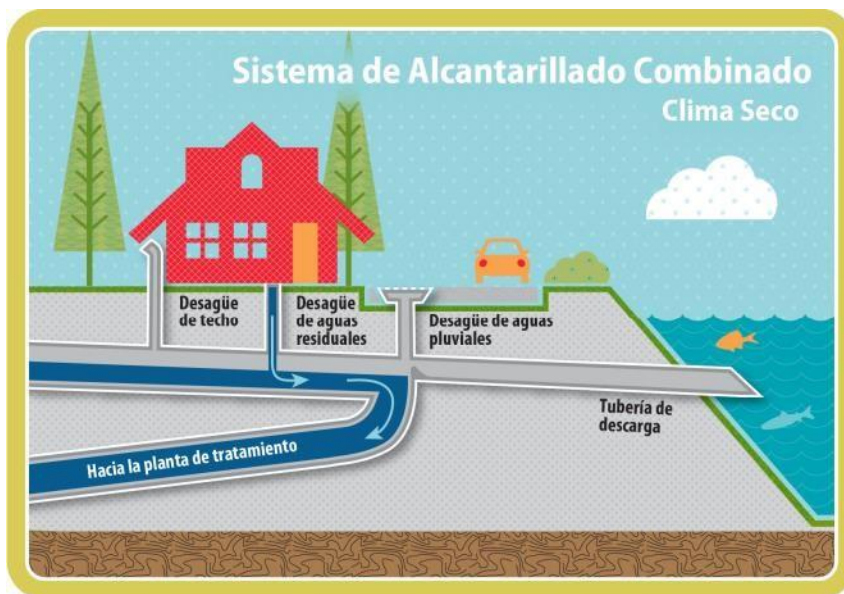 Sistema de Alcantarillado Combinado
Clima Seco
Desagüe
de techo
Desagüe
de aguas
residuales
Desagüe de aguas
pluviales
Tubería de
descarga
Hacia la planta de tratamiento